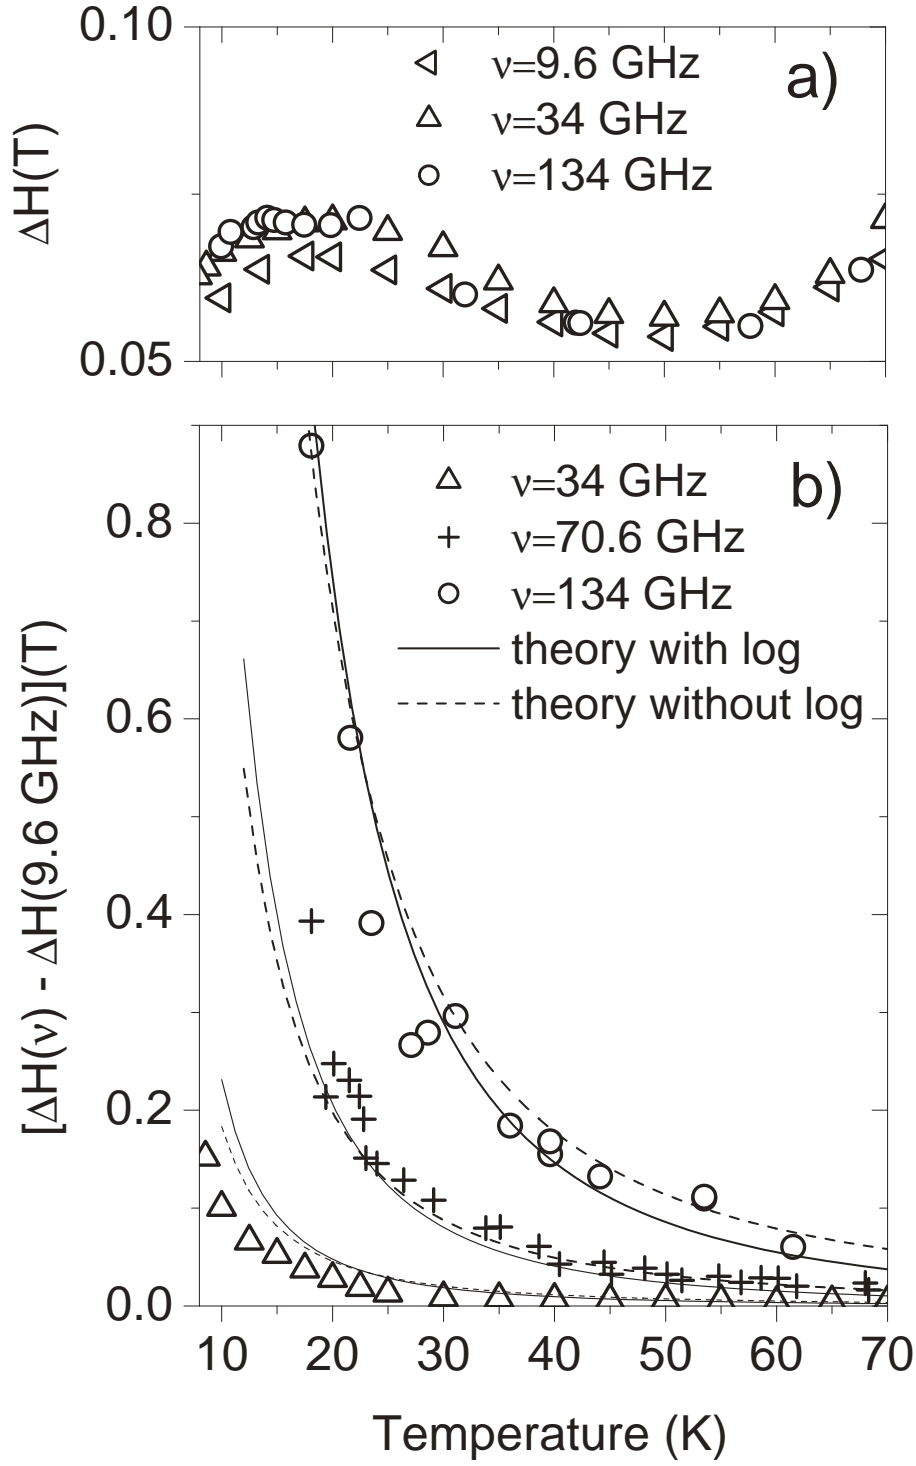 0.10
ν=9.6 GHz
a)
ν=34 GHz
ν=134 GHz
ΔH(T)
0.05
ν=34 GHz
b)
ν=70.6 GHz
ν=134 GHz
theory with log
theory without log
0.8
0.6
0.4
0.2
0.0
[ΔH(ν) - ΔH(9.6 GHz)](T)
10 20 30 40 50 60 70
Temperature (K)